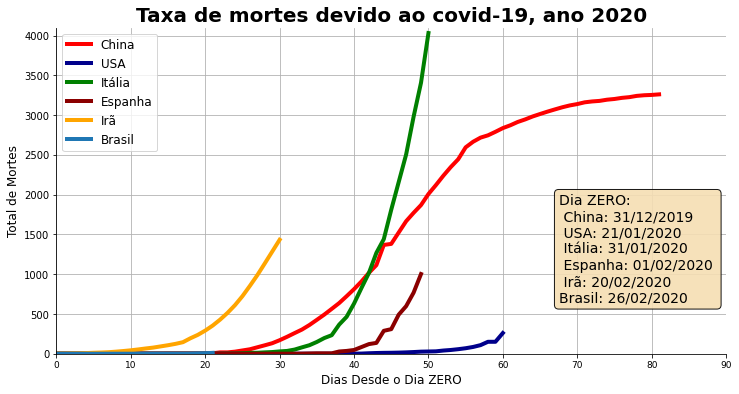 Taxa de mortes devido ao covid-19, ano 2020
China
USA
Itália
Espanha
Irã
Brasil
Total de Mortes
4000
3500
3000
2500
2000
1500
1000
500
0
Dia ZERO:
China: 31/12/2019
USA: 21/01/2020
Itália: 31/01/2020
Espanha: 01/02/2020
Irã: 20/02/2020
Brasil: 26/02/2020
0 10 20 30 40 50 60 70 80 90
Dias Desde o Dia ZERO